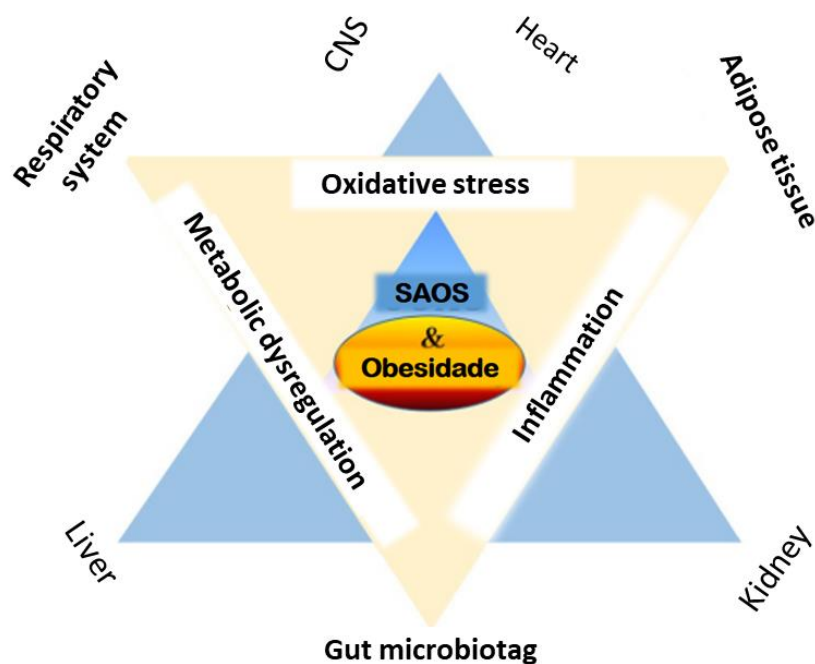 CNS
Heart
Respiratory
system
Adipose tissue
Oxidative stress
Metabolic dysregulation
SAOS
&
Obesidade
Inflammation
Liver
Kidney
Gut microbiotag